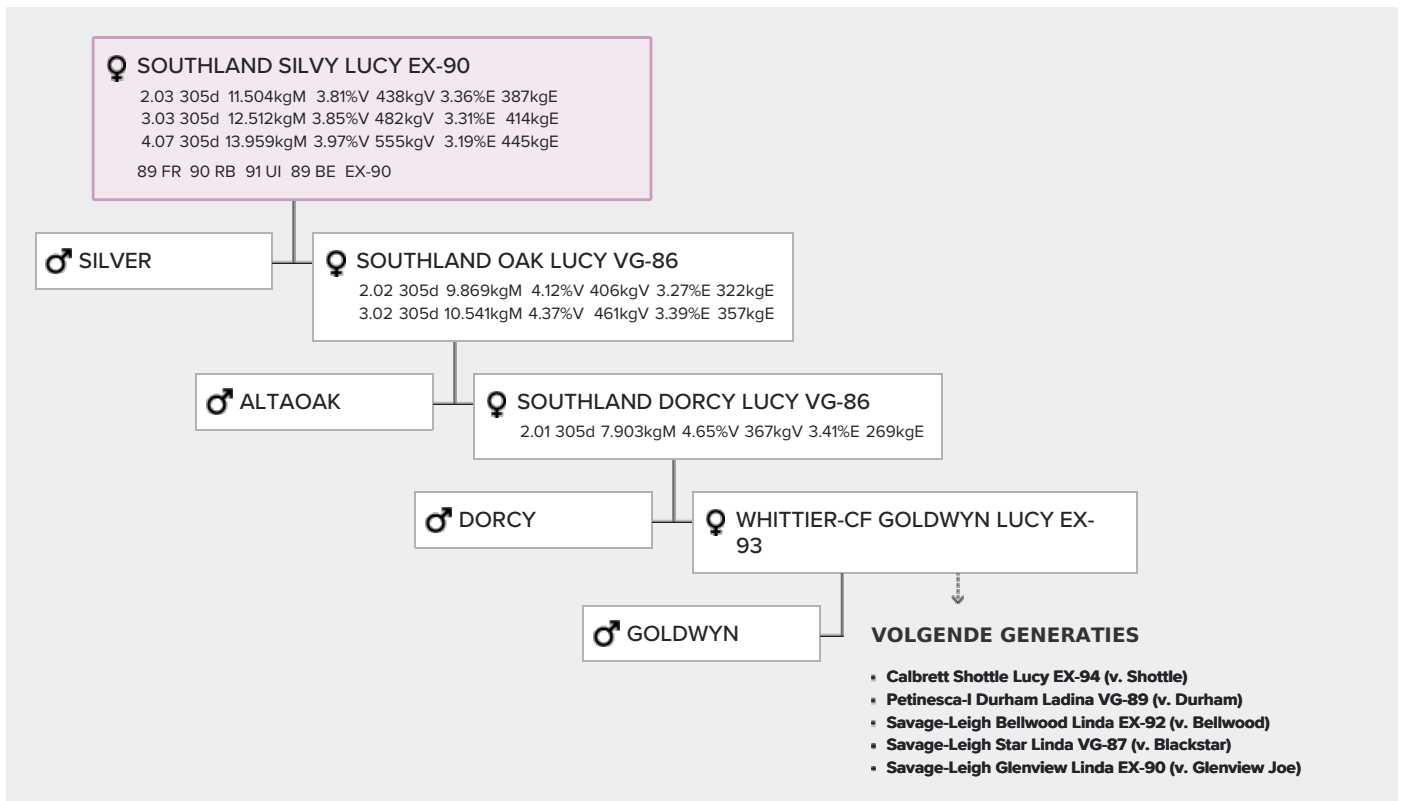 SOUTHLAND SILVY LUCY EX-90
2.03 305d 11.504kgM 3.81%V 438kgV 3.36%E 387kgE
3.03 305d 12.512kgM 3.85%V 482kgV 3.31%E 414kgE
4.07 305d 13.959kgM 3.97%V 555kgV 3.19%E 445kgE
89 FR 90 RB 91 UI 89 BE EX-90
SILVER
SOUTHLAND OAK LUCY VG-86
2.02 305d 9.869kgM 4.12%V 406kgV 3.27%E 322kgE
3.02 305d 10.541kgM 4.37%V 461kgV 3.39%E 357kgE
ALTAOAK
SOUTHLAND DORCY LUCY VG-86
2.01 305d 7.903kgM 4.65%V 367kgV 3.41%E 269kgE
DORCY
WHITTIER-CF GOLDWYN LUCY EX-
93
GOLDWYN
VOLGENDE GENERATIES
Calbrett Shottle Lucy EX-94 (v. Shottle)
Petinesca-I Durham Ladina VG-89 (v. Durham)
Savage-Leigh Bellwood Linda EX-92 (v. Bellwood)
Savage-Leigh Star Linda VG-87 (v. Blackstar)
Savage-Leigh Glenview Linda EX-90 (v. Glenview Joe)